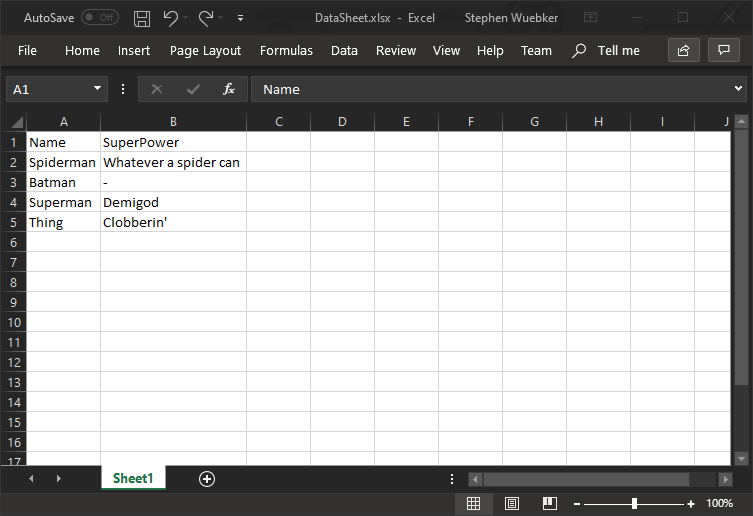 AutoSave Off DataSheet.xlsx - Excel Stephen Wuebker
File Home Insert Page Layout Formulas Data Review View Help Team Tell me
A1 fx Name
A B C D E F G H I J
1 Name SuperPower
2 Spiderman Whatever a spider can
3 Batman -
4 Superman Demigod
5 Thing Clobberin'
6
7
8
9
10
11
12
13
14
15
16
17
Sheet1
100%